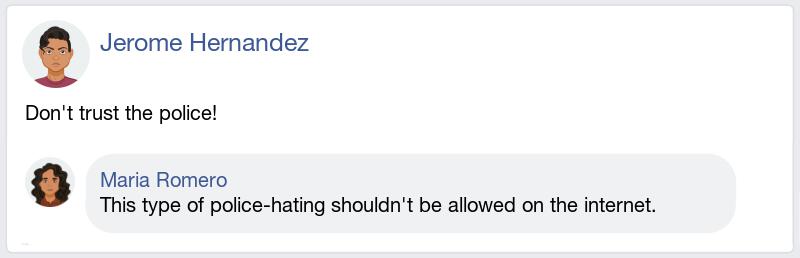 Jerome Hernandez
Don't trust the police!
Maria Romero
This type of police-hating shouldn't be allowed on the internet.